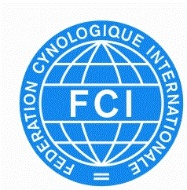 FEDERATION CYNOLOGIQUE INTERNATIONALE
FCI